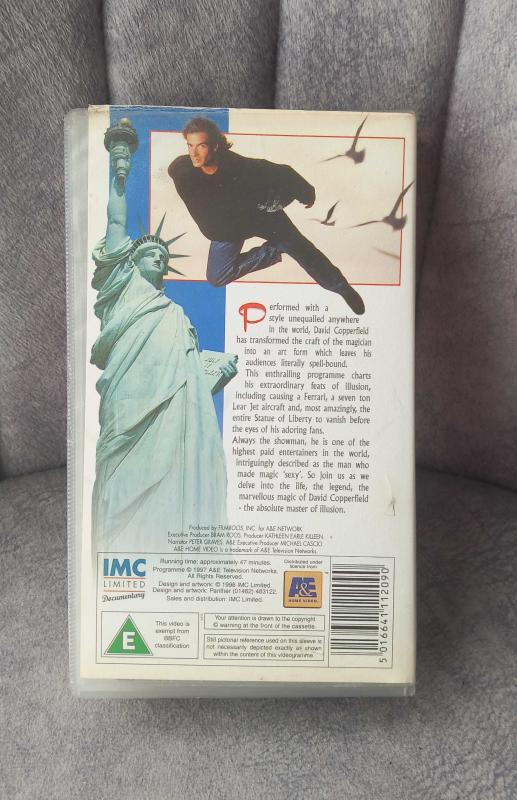 Performed with a
style unequalled anywhere
in the world, David Copperfield
has transformed the craft of the magician
into an art form which leaves his
audiences literally spell-bound.
This enthralling programme charts
his extraordinary feats of illusion,
including causing a Ferrari, a seven ton
Lear Jet aircraft and, most amazingly, the
entire Statue of Liberty to vanish before
the eyes of his adoring fans.
Always the showman, he is one of the
highest paid entertainers in the world,
intriguingly described as the man who
made magic 'sexy'. So join us as we
delve into the life, the legend, the
marvellous magic of David Copperfield
- the absolute master of illusion.
Produced by FILMROOS, INC. for A&E NETWORK.
Executive Producer BRAM ROOS. Producer KATHLEEN EARLE KILLEEN.
Narrator PETER GRAVES. A&E Executive Producer MICHAEL CASCIO.
A&E HOME VIDEO is a trademark of A&E Television Networks.
IMC
LIMITED
Documentary
Running time: approximately 47 minutes.
Programme © 1997 A&E Television Networks.
All Rights Reserved.
Design and artwork: © 1998 IMC Limited.
Design and artwork: Panther (01462) 483122.
Sales and distribution: IMC Limited.
Distributed under
licence from
A&E
HOME VIDEO
E
This video is
exempt from
BBFC
classification
Your attention is drawn to the copyright
© warning at the front of the cassette.
Still pictorial reference used on this sleeve is
not necessarily depicted exactly as shown
within the content of this videogramme.
5 016641 112090